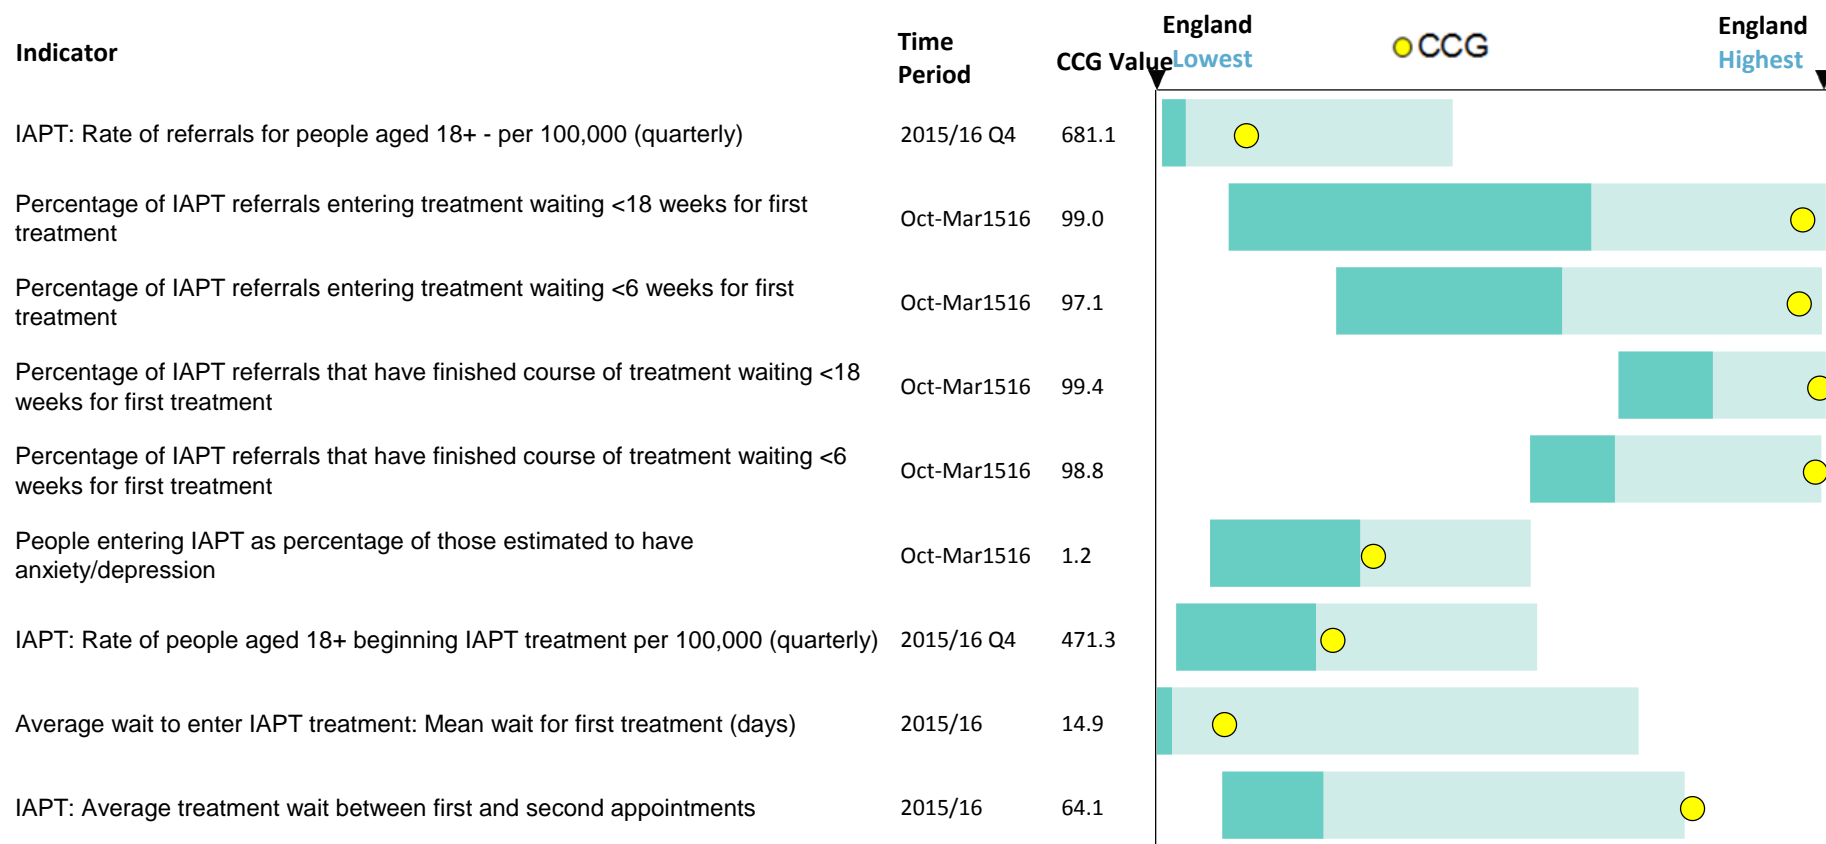 Indicator
Time
Period
CCG Value
England
Lowest
CCG
England
Highest
IAPT: Rate of referrals for people aged 18+ - per 100,000 (quarterly) 2015/16 Q4 681.1
Percentage of IAPT referrals entering treatment waiting <18 weeks for first
treatment
Oct-Mar1516 99.0
Percentage of IAPT referrals entering treatment waiting <6 weeks for first
treatment
Oct-Mar1516 97.1
Percentage of IAPT referrals that have finished course of treatment waiting <18
weeks for first treatment
Oct-Mar1516 99.4
Percentage of IAPT referrals that have finished course of treatment waiting <6
weeks for first treatment
Oct-Mar1516 98.8
People entering IAPT as percentage of those estimated to have
anxiety/depression
Oct-Mar1516 1.2
IAPT: Rate of people aged 18+ beginning IAPT treatment per 100,000 (quarterly) 2015/16 Q4 471.3
Average wait to enter IAPT treatment: Mean wait for first treatment (days) 2015/16 14.9
IAPT: Average treatment wait between first and second appointments 2015/16 64.1